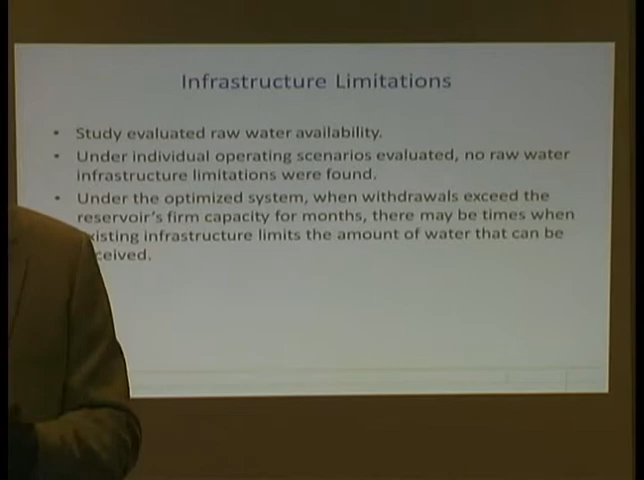 Infrastructure Limitations
• Study evaluated raw water availability.
• Under individual operating scenarios evaluated, no raw water
infrastructure limitations were found.
• Under the optimized system, when withdrawals exceed the
reservoir's firm capacity for months, there may be times when
xisting infrastructure limits the amount of water that can be
ceived.